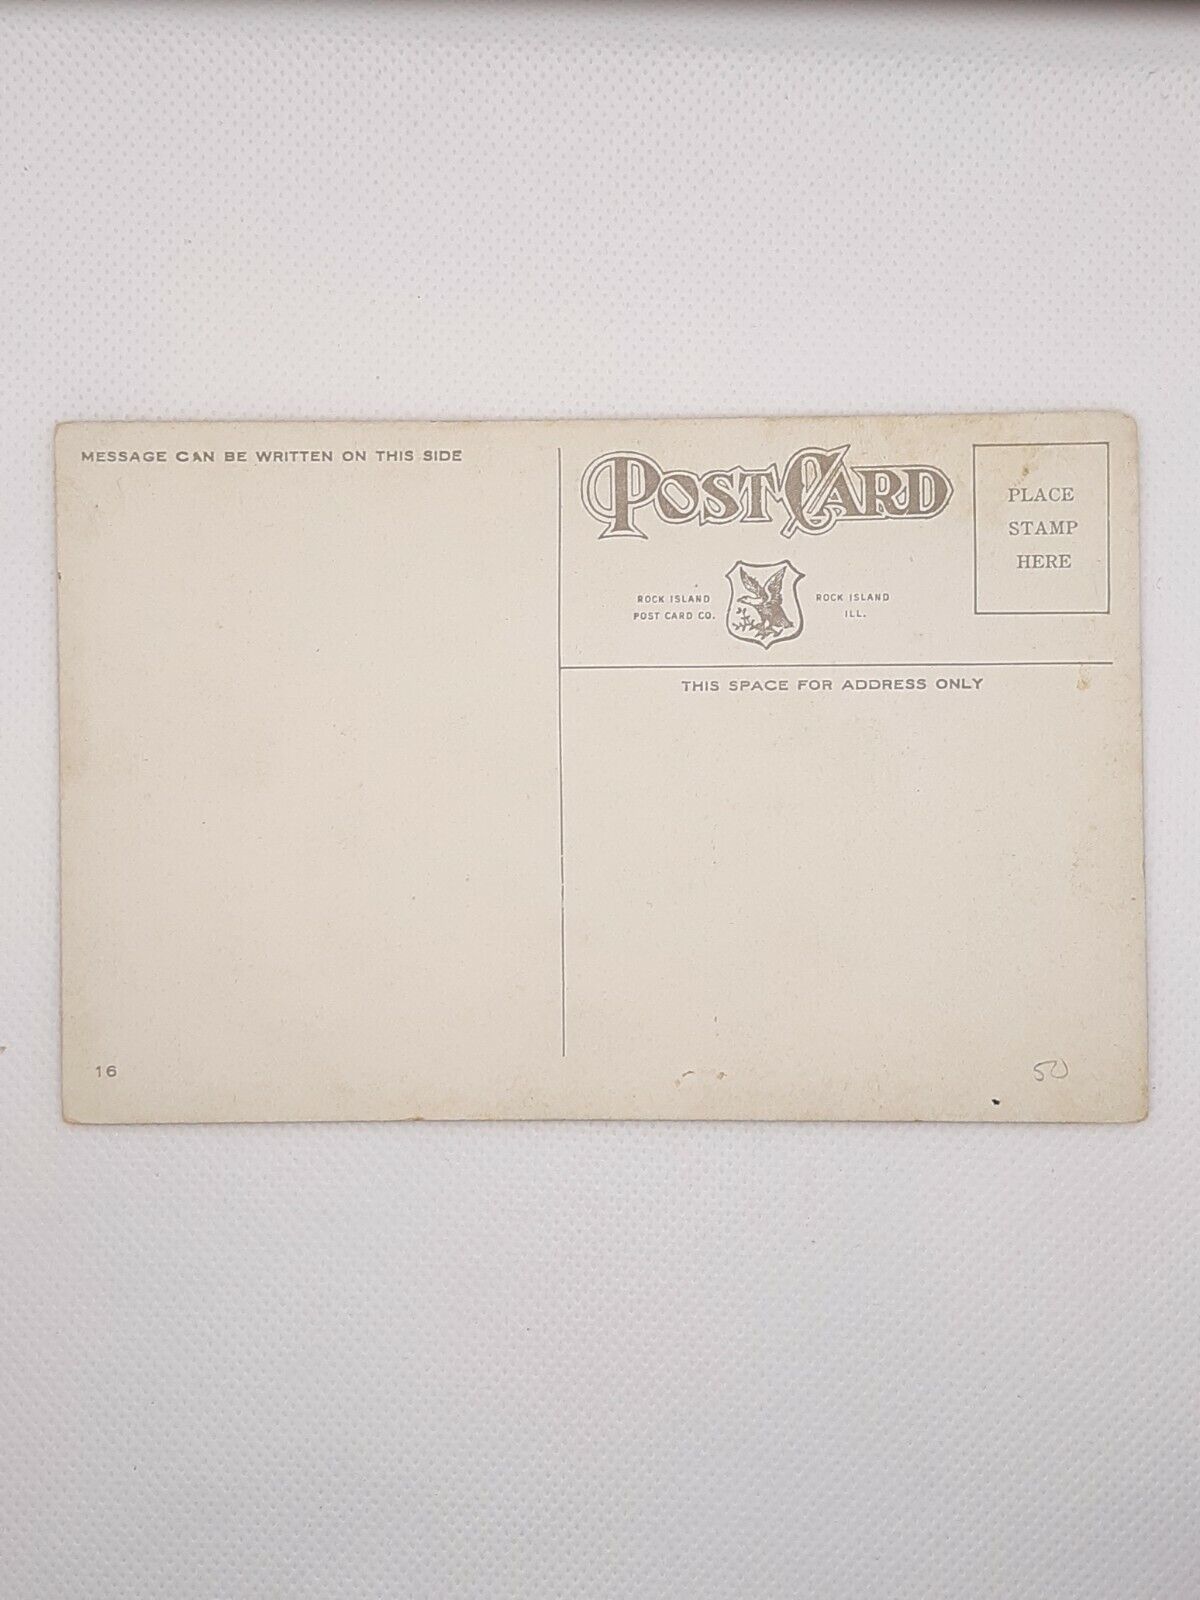 MESSAGE CAN BE WRITTEN ON THIS SIDE
POST CARD
PLACE
STAMP
HERE
ROCK ISLAND
POST CARD CO.
ROCK ISLAND
ILL.
THIS SPACE FOR ADDRESS ONLY
16
50